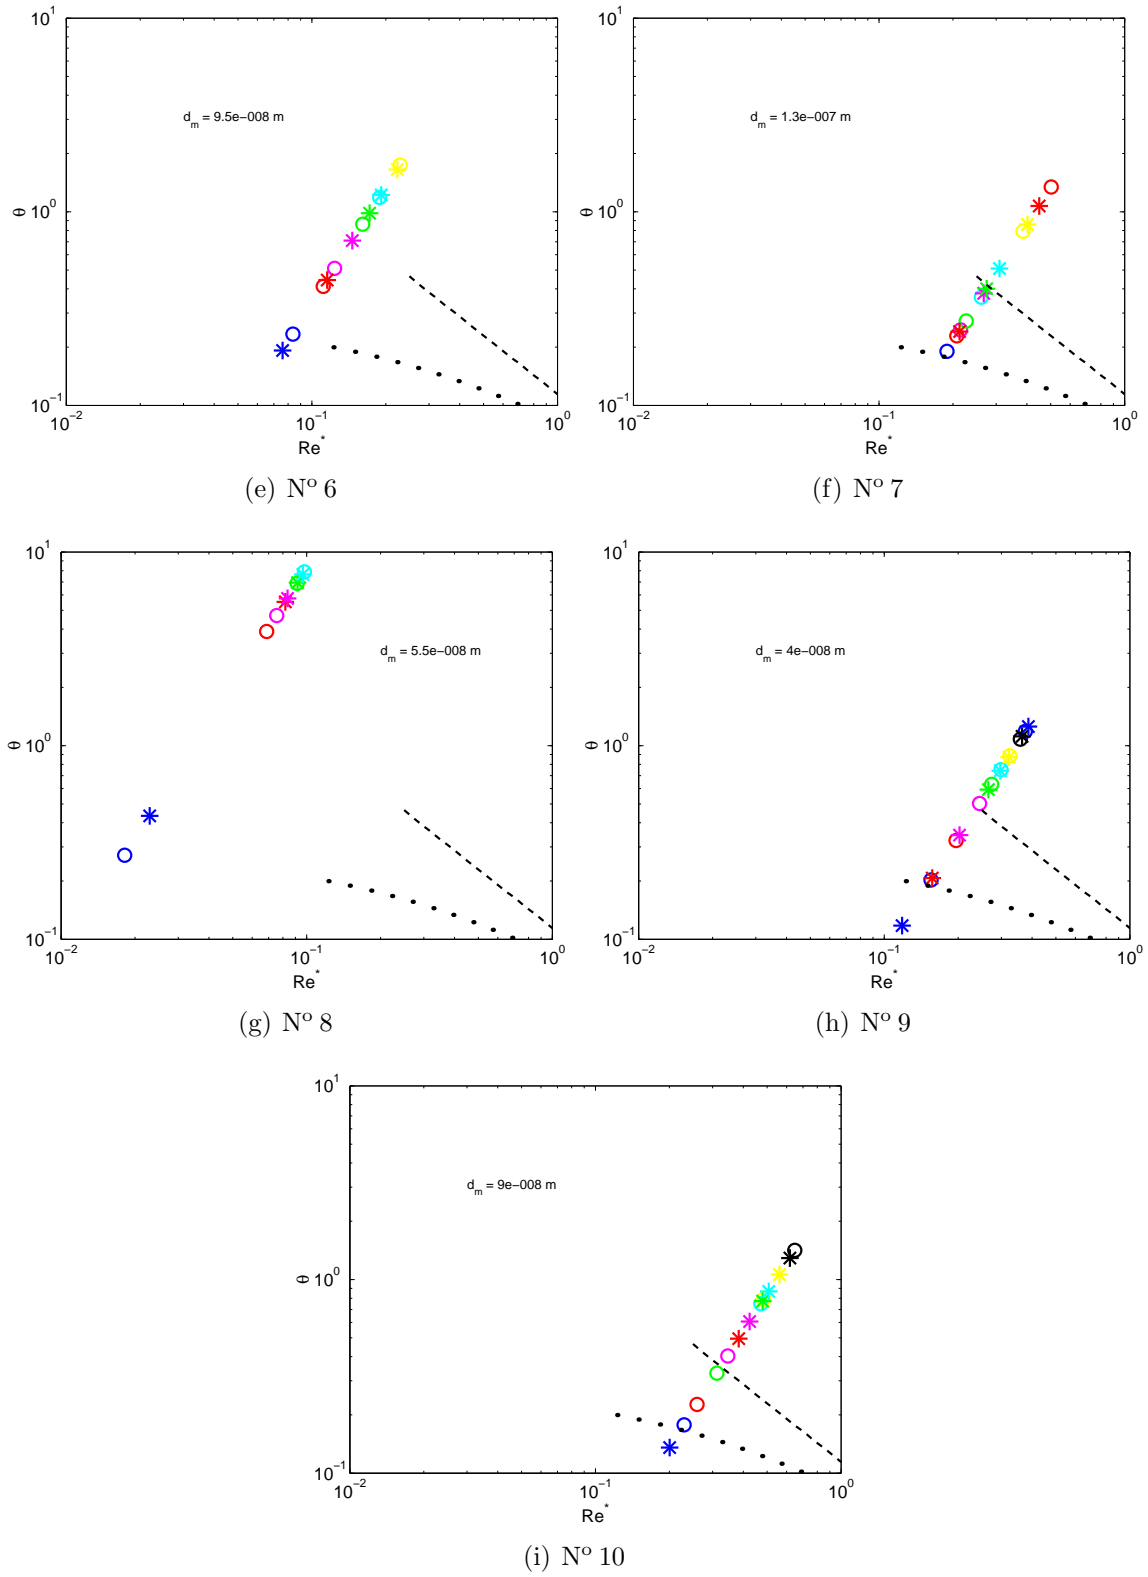 10^1
10^0
10^-1
θ
d_m = 9.5e−008 m
10^-2
10^-1
10^0
Re^*
(e) Nº 6
10^1
10^0
10^-1
θ
d_m = 1.3e−007 m
10^-2
10^-1
10^0
Re^*
(f) Nº 7
10^1
10^0
10^-1
θ
d_m = 5.5e−008 m
10^-2
10^-1
10^0
Re^*
(g) Nº 8
10^1
10^0
10^-1
θ
d_m = 4e−008 m
10^-2
10^-1
10^0
Re^*
(h) Nº 9
10^1
10^0
10^-1
θ
d_m = 9e−008 m
10^-2
10^-1
10^0
Re^*
(i) Nº 10